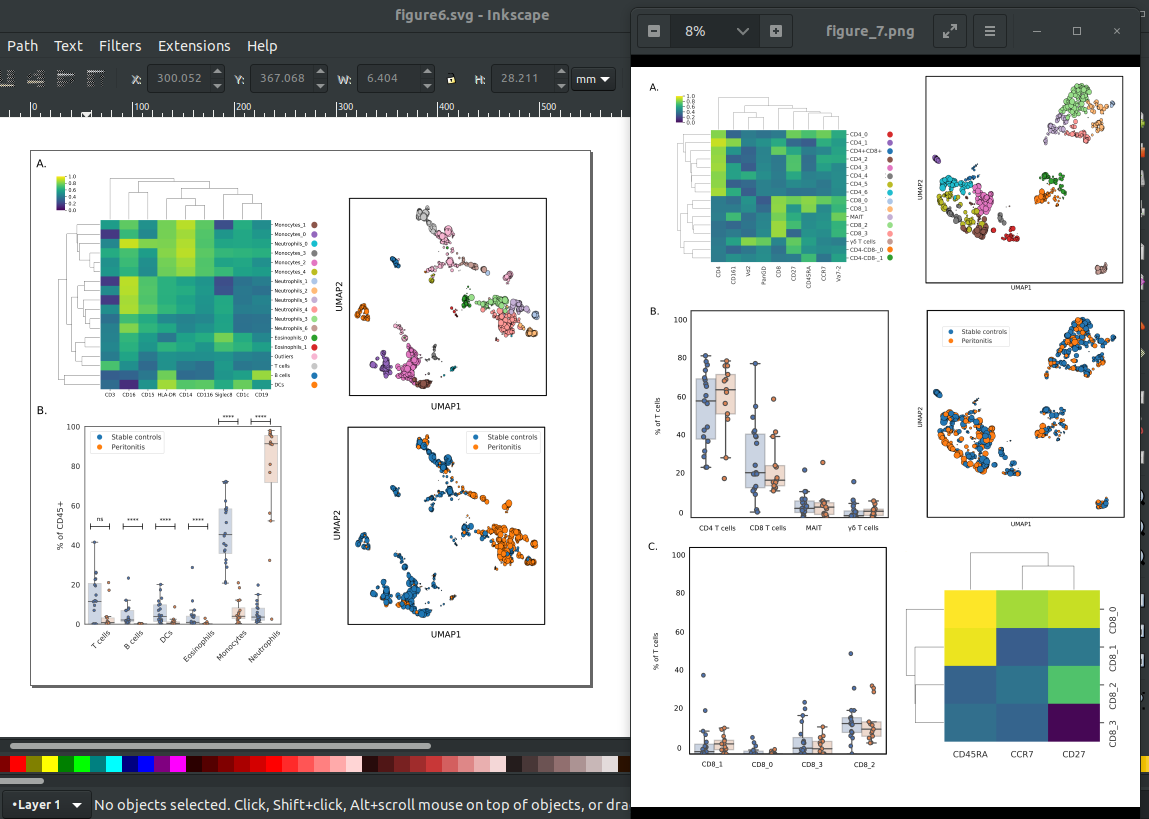 figure6.svg - Inkscape
Path Text Filters Extensions Help
X: 300.052 Y: 367.068 W: 6.404 H: 28.211 mm
0 100 200 300 400 500
A.
1.0
0.8
0.6
0.4
0.2
0.0
Monocytes_1
Monocytes_0
Neutrophils_0
Monocytes_3
Monocytes_2
Monocytes_4
Neutrophils_1
Neutrophils_2
Neutrophils_5
Neutrophils_4
Neutrophils_3
Neutrophils_6
Eosinophils_0
Eosinophils_1
Outliers
T cells
B cells
DCs
CD3 CD16 CD15 HLA-DR CD14 CD116 Siglec8 CD1c CD19
UMAP2
UMAP1
B.
100
80
60
40
20
0
% of CD45+
Stable controls
Peritonitis
ns **** **** **** **** ****
T cells B cells DCs Eosinophils Monocytes Neutrophils
Stable controls
Peritonitis
UMAP2
UMAP1
•Layer 1 No objects selected. Click, Shift+click, Alt+scroll mouse on top of objects, or dra
8% figure_7.png
A.
1.0
0.8
0.6
0.4
0.2
0.0
CD4_0
CD4_1
CD4+CD8+
CD4_2
CD4_3
CD4_4
CD4_5
CD4_6
CD8_0
CD8_1
MAIT
CD8_2
CD8_3
γδ T cells
CD4-CD8-_0
CD4-CD8-_1
CD4 CD161 Vd2 PanGD CD8 CD27 CD45RA CCR7 Va7-2
UMAP2
UMAP1
B.
100
80
60
40
20
0
% of T cells
CD4 T cells CD8 T cells MAIT γδ T cells
Stable controls
Peritonitis
UMAP2
UMAP1
C.
100
80
60
40
20
0
% of T cells
CD8_1 CD8_0 CD8_3 CD8_2
CD8_0
CD8_1
CD8_2
CD8_3
CD45RA CCR7 CD27